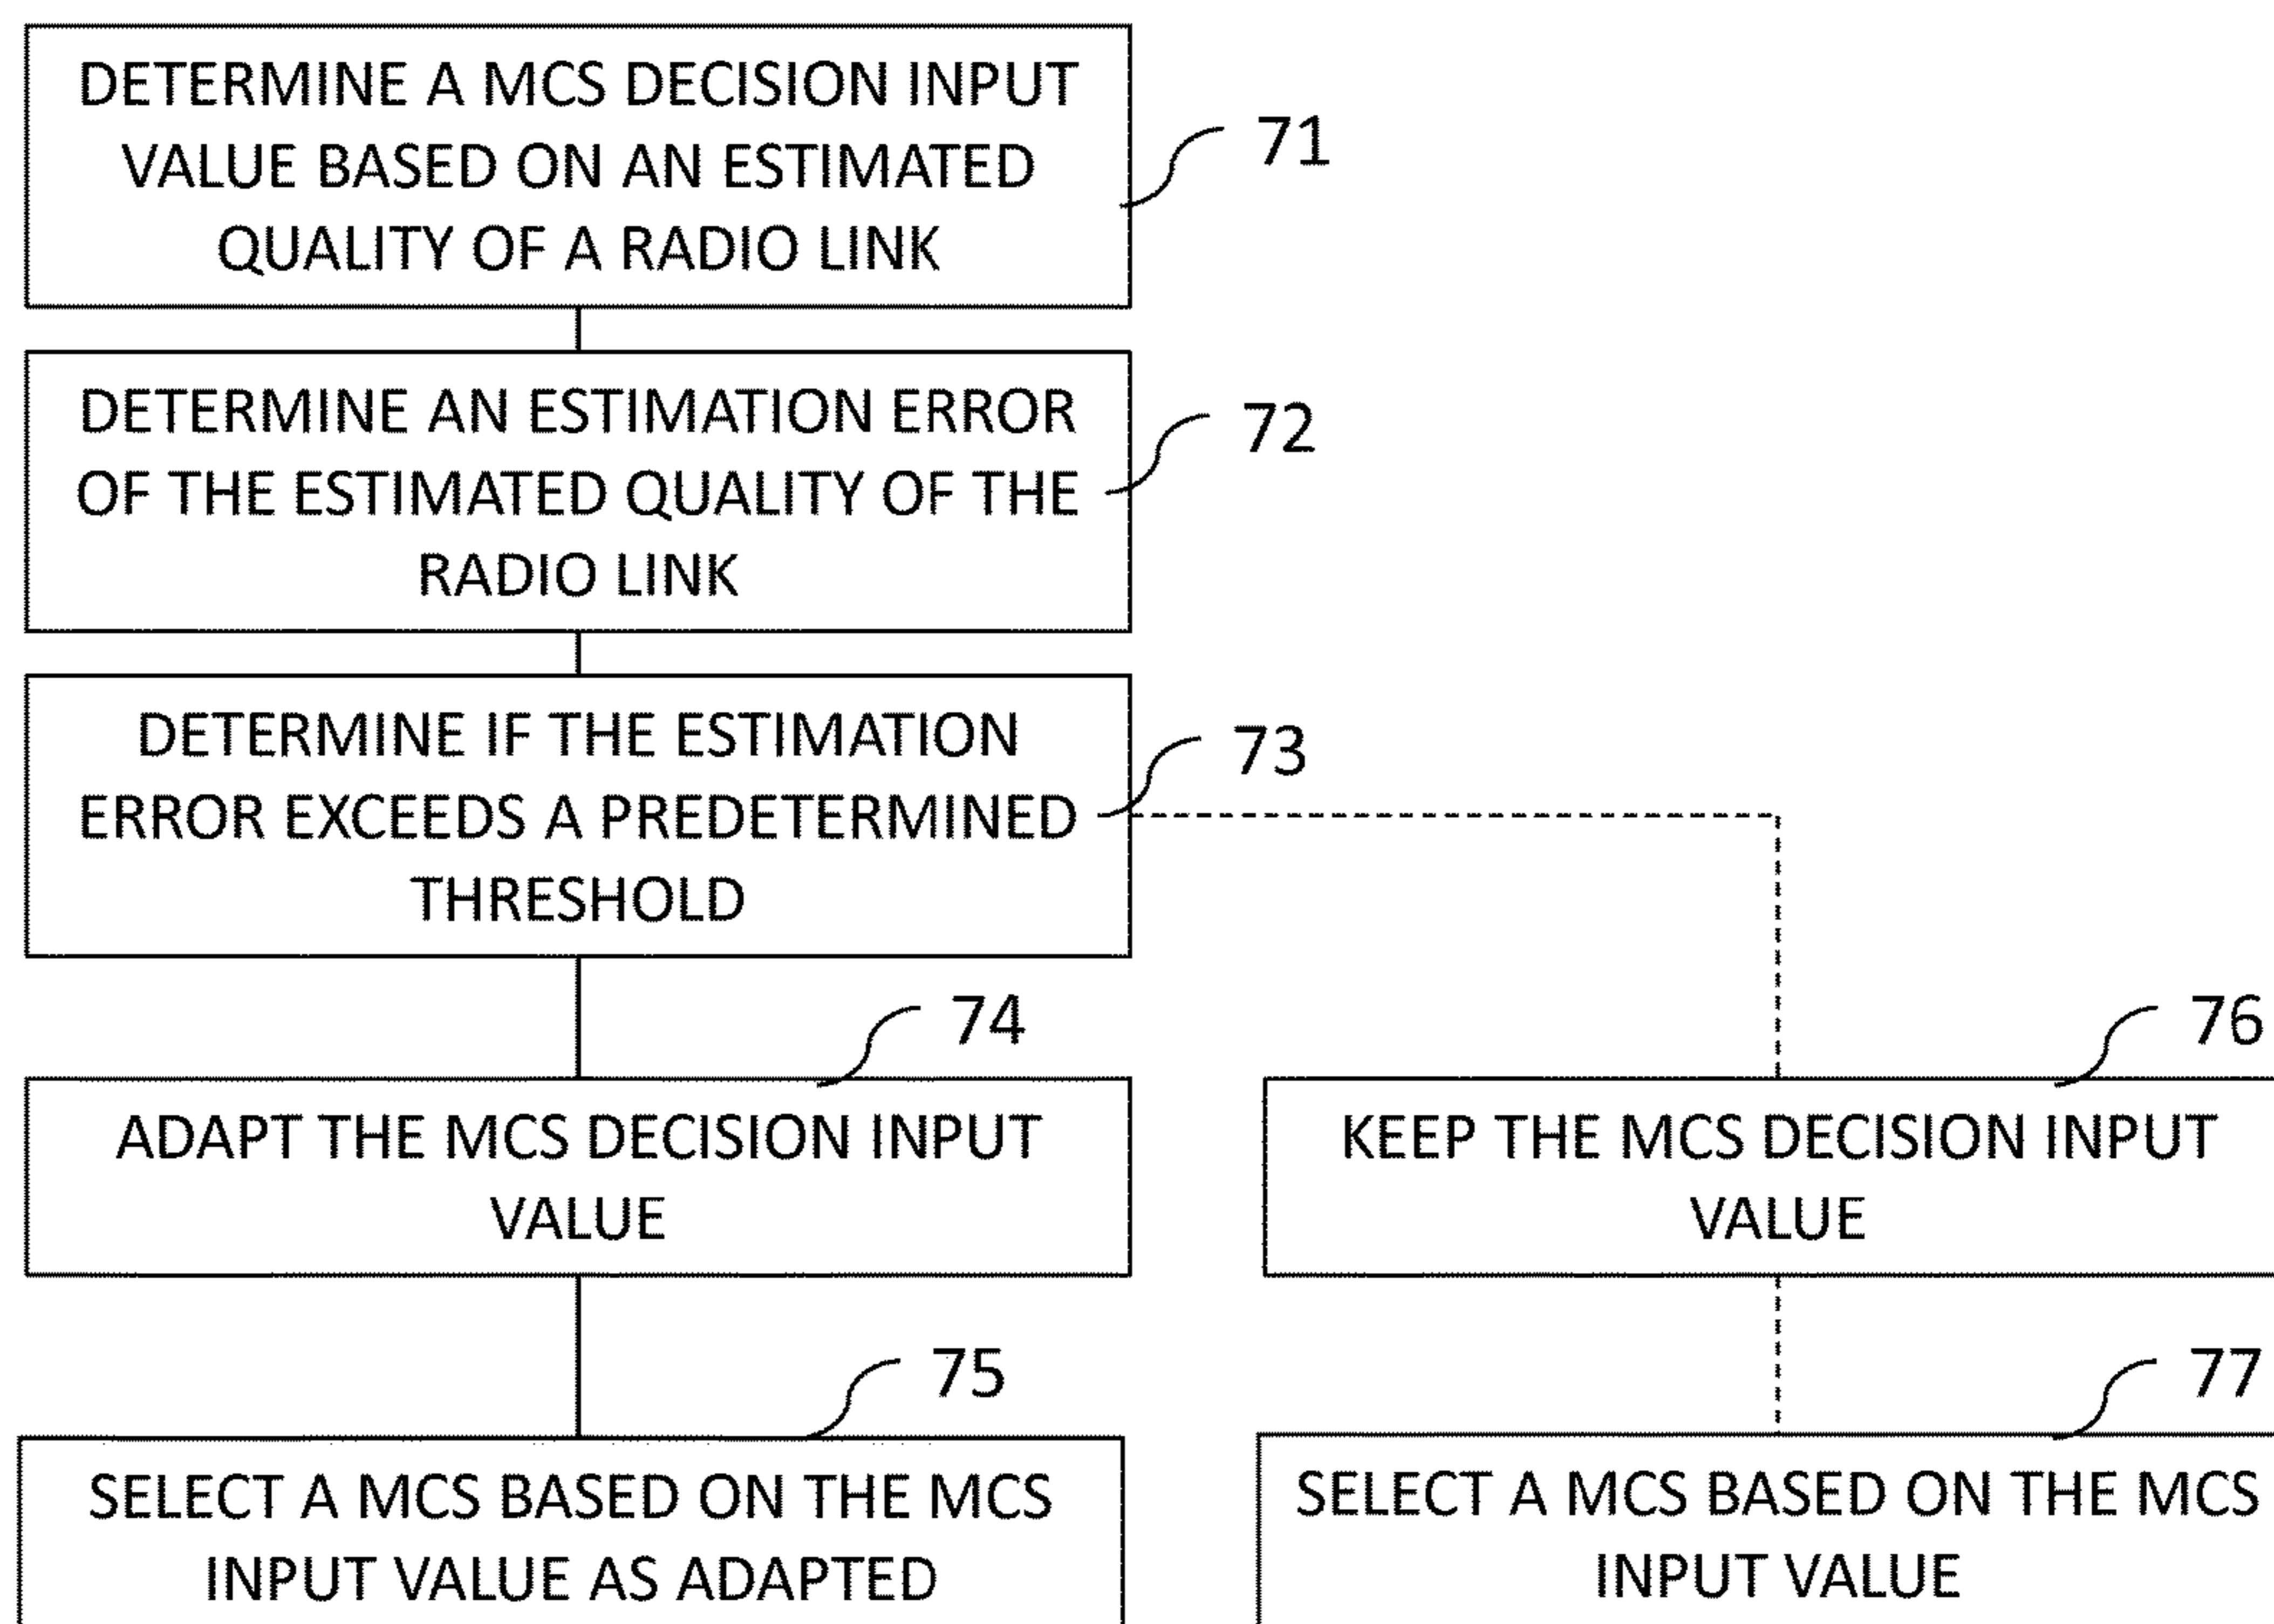 DETERMINE A MCS DECISION INPUT
VALUE BASED ON AN ESTIMATED
QUALITY OF A RADIO LINK
71
DETERMINE AN ESTIMATION ERROR
OF THE ESTIMATED QUALITY OF THE
RADIO LINK
72
DETERMINE IF THE ESTIMATION
ERROR EXCEEDS A PREDETERMINED
THRESHOLD
73
74
ADAPT THE MCS DECISION INPUT
VALUE
76
KEEP THE MCS DECISION INPUT
VALUE
75
SELECT A MCS BASED ON THE MCS
INPUT VALUE AS ADAPTED
77
SELECT A MCS BASED ON THE MCS
INPUT VALUE